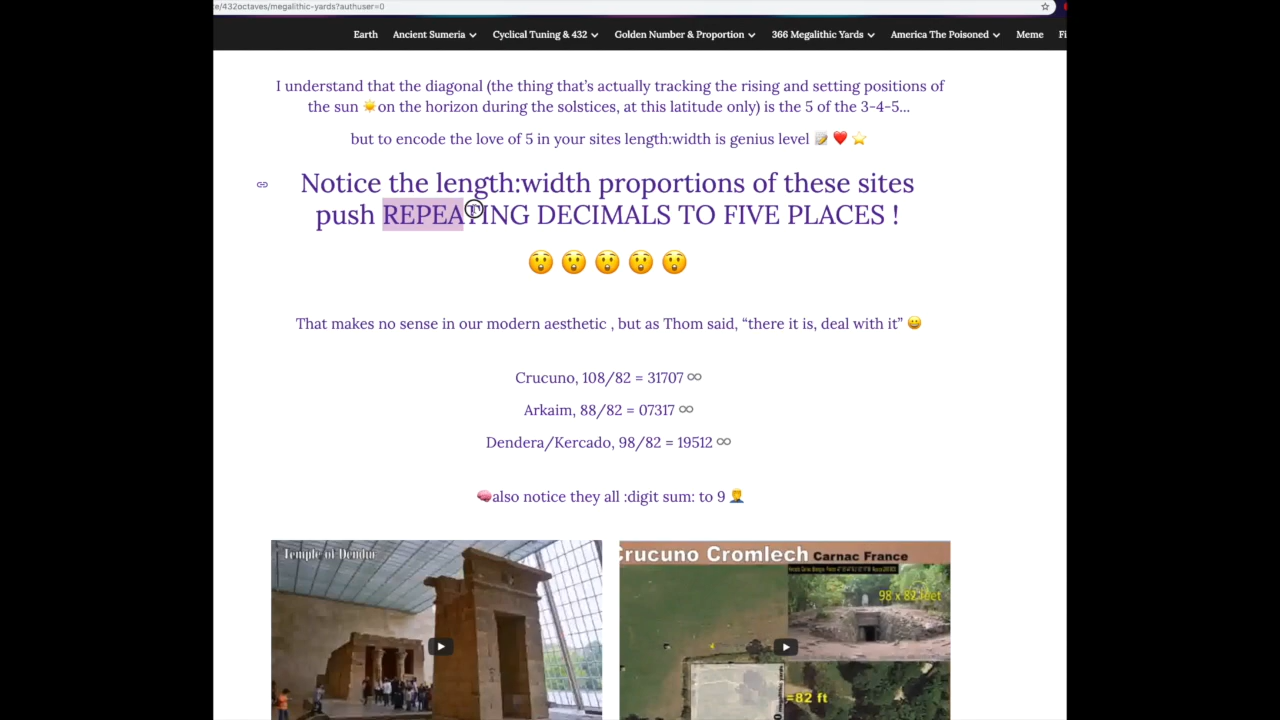 e/432octaves/megalithic-yards?authuser=0
Earth Ancient Sumeria Cyclical Tuning & 432 Golden Number & Proportion 366 Megalithic Yards America The Poisoned Meme Fi
I understand that the diagonal (the thing that's actually tracking the rising and setting positions of
the sun ☀️on the horizon during the solstices, at this latitude only) is the 5 of the 3-4-5...
but to encode the love of 5 in your sites length:width is genius level 📝 ❤️ ⭐
Notice the length:width proportions of these sites
push REPEATING DECIMALS TO FIVE PLACES !
😲 😲 😲 😲 😲
That makes no sense in our modern aesthetic , but as Thom said, “there it is, deal with it” 😀
Crucuno, 108/82 = 31707 ∞
Arkaim, 88/82 = 07317 ∞
Dendera/Kercado, 98/82 = 19512 ∞
🧠also notice they all :digit sum: to 9 🤦‍♂️
Temple of Dendur
Crucuno Cromlech Carnac France
98 x 82 feet
=82 ft